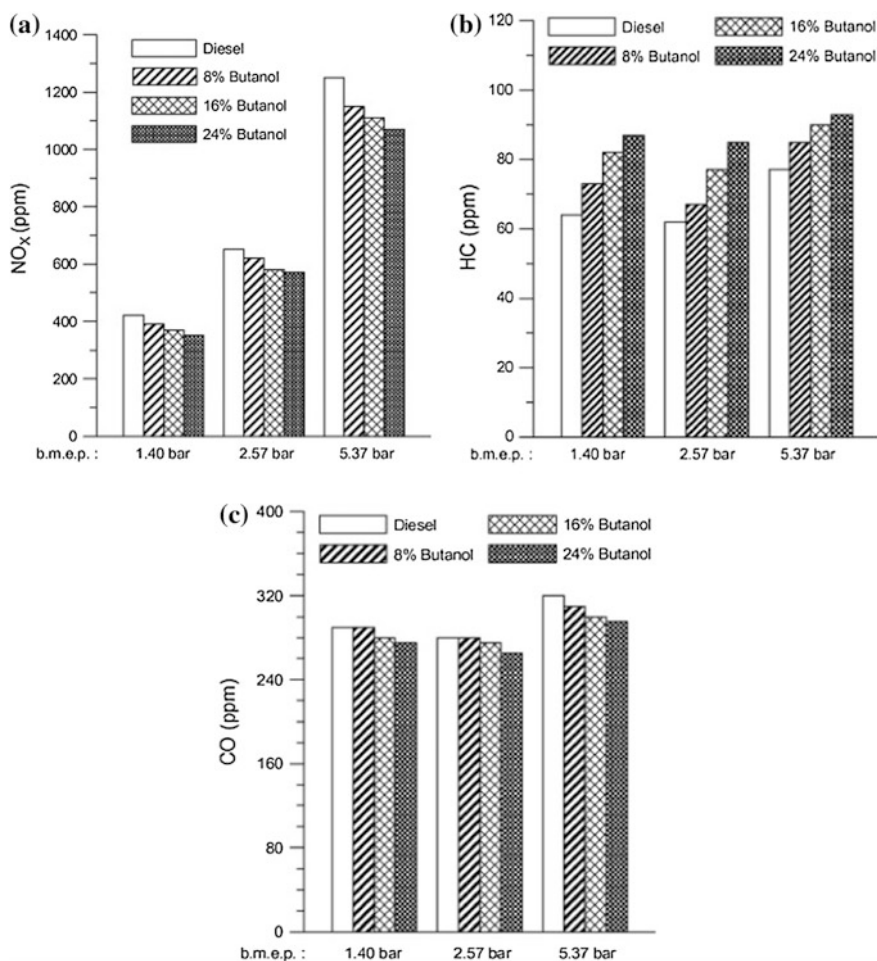 (a)
1400
1200
1000
800
600
400
200
0
NOX (ppm)
Diesel
8% Butanol
16% Butanol
24% Butanol
b.m.e.p. : 1.40 bar 2.57 bar 5.37 bar
(b)
120
100
80
60
40
20
0
HC (ppm)
Diesel 16% Butanol
8% Butanol 24% Butanol
b.m.e.p. : 1.40 bar 2.57 bar 5.37 bar
(c)
400
320
240
160
80
0
CO (ppm)
Diesel 16% Butanol
8% Butanol 24% Butanol
b.m.e.p. : 1.40 bar 2.57 bar 5.37 bar